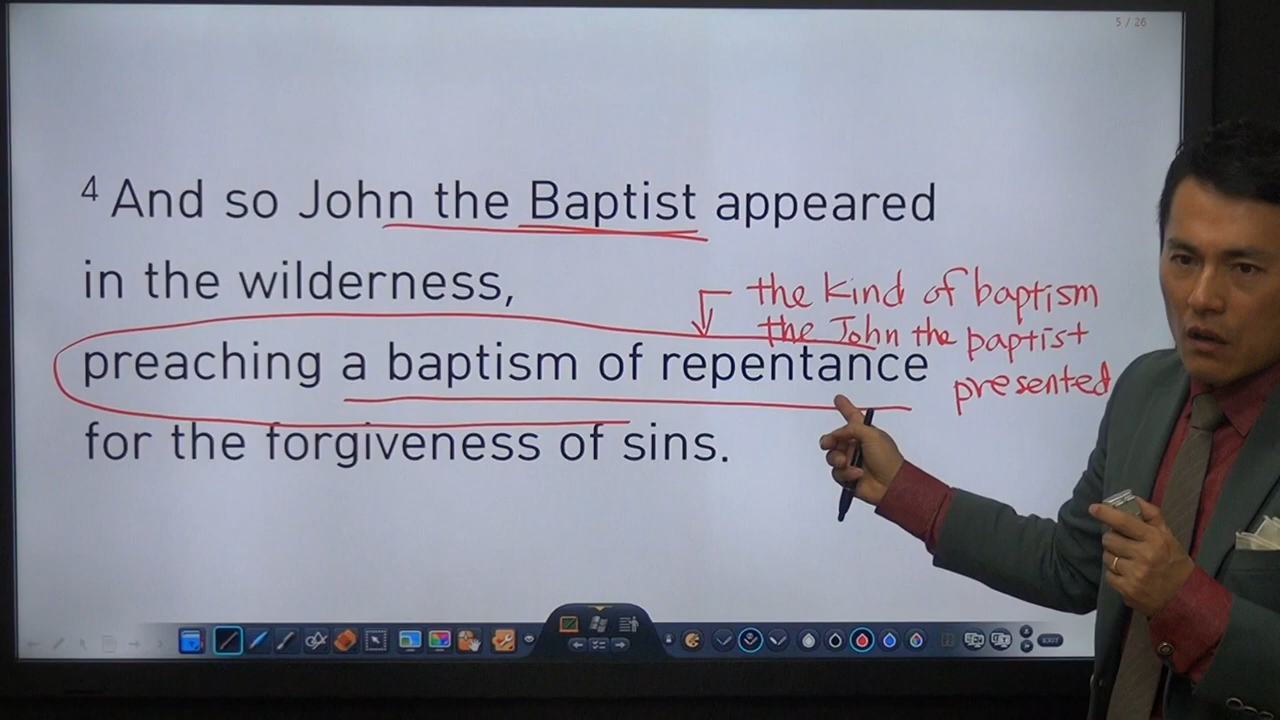 5 / 26
4 And so John the Baptist appeared
in the wilderness,
the kind of baptism
the John the baptist
presented
preaching a baptism of repentance
for the forgiveness of sins.
EXIT